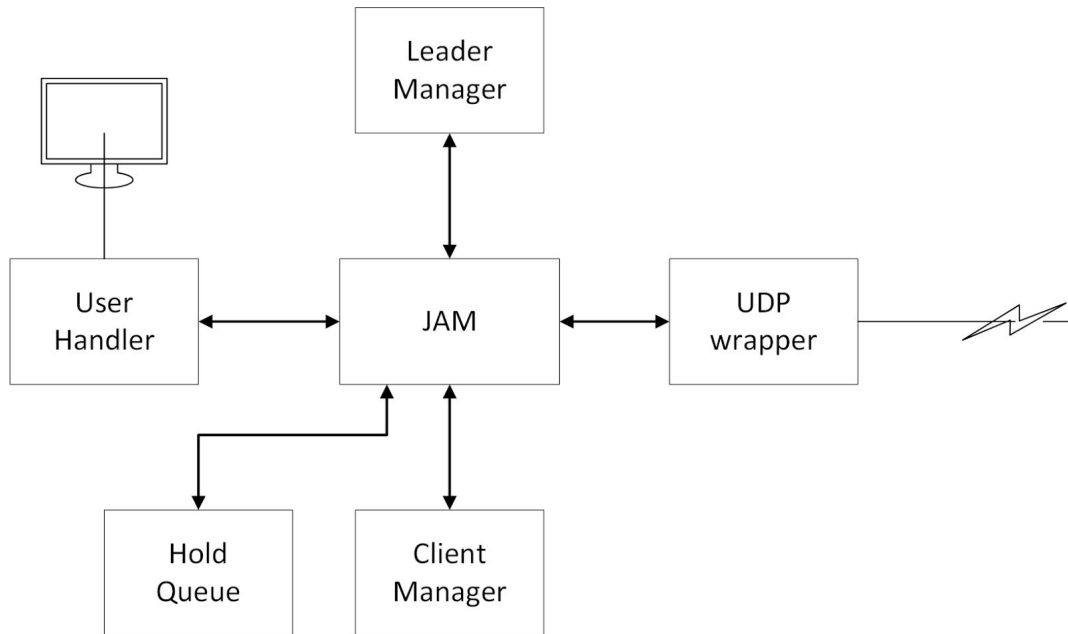 Leader
Manager
User
Handler
JAM
UDP
wrapper
Hold
Queue
Client
Manager